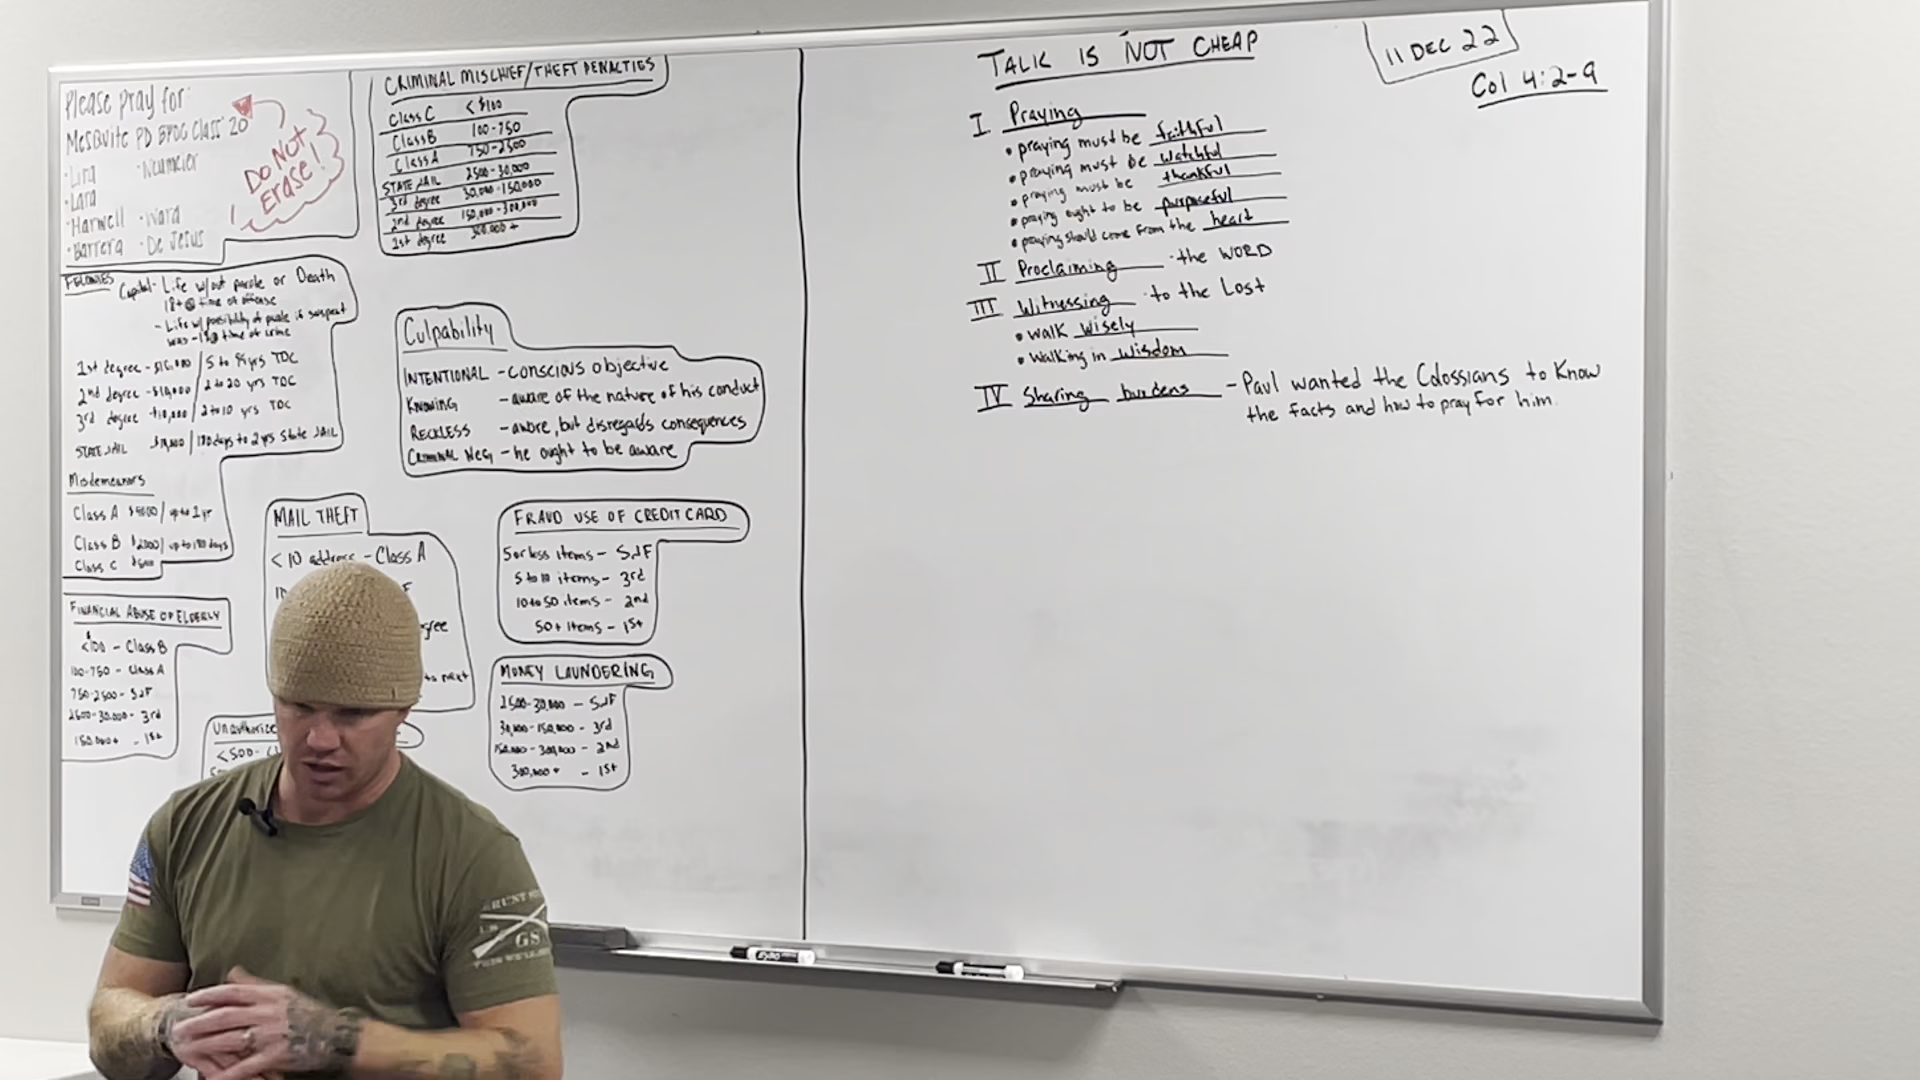 Please pray for:
Mesquite PD BPOC Class 20
DO NOT
ERASE!
· Lira
· Neumeier
· Lara
· Harwell
· Ward
· Barrera
· De Jesus
CRIMINAL MISCHIEF/THEFT PENALTIES
Class C < $100
Class B 100-750
Class A 750-2500
STATE JAIL 2500-30,000
3rd degree 30,000-150,000
2nd degree 150,000-300,000
1st degree 300,000+
FELONIES
Capital- Life w/out parole or Death
18+ @ time of offense
- Life w/ possibility of parole if suspect
was -18@ time of crime
1st degree - $10,000 / 5 to 99yrs TDC
2nd degree - $10,000 / 2 to 20 yrs TDC
3rd degree - $10,000 / 2 to 10 yrs TDC
STATE JAIL $10,000 / 180 days to 2 yrs State JAIL
Misdemeanors
Class A $4000 / up to 1 yr
Class B $2000 / up to 180 days
Class C $500
Culpability
INTENTIONAL - conscious objective
KNOWING - aware of the nature of his conduct
RECKLESS - aware, but disregards consequences
CRIMINAL NEG - he ought to be aware
MAIL THEFT
< 10 address - Class A
10
to next
FRAUD USE OF CREDIT CARD
5 or less items - SJF
5 to 10 items - 3rd
10 to 50 items - 2nd
50+ items - 1st
FINANCIAL ABUSE OF ELDERLY
<$100 - Class B
100-750 - Class A
750-2500 - SJF
2500-30,000 - 3rd
150,000+ - 1st
MONEY LAUNDERING
2500-30,000 - SJF
30,000-150,000 - 3rd
150,000-300,000 - 2nd
300,000+ - 1st
Unauthorize
<500-
TALK IS NOT CHEAP
11 DEC 22
Col 4:2-9
I Praying
• praying must be faithful
• praying must be watchful
• praying must be thankful
• praying ought to be purposeful
• praying should come from the heart
II Proclaiming · the WORD
III Witnessing · to the Lost
• walk wisely
• walking in wisdom
IV Sharing burdens - Paul wanted the Colossians to Know
the facts and how to pray for him.
EXPO
GS